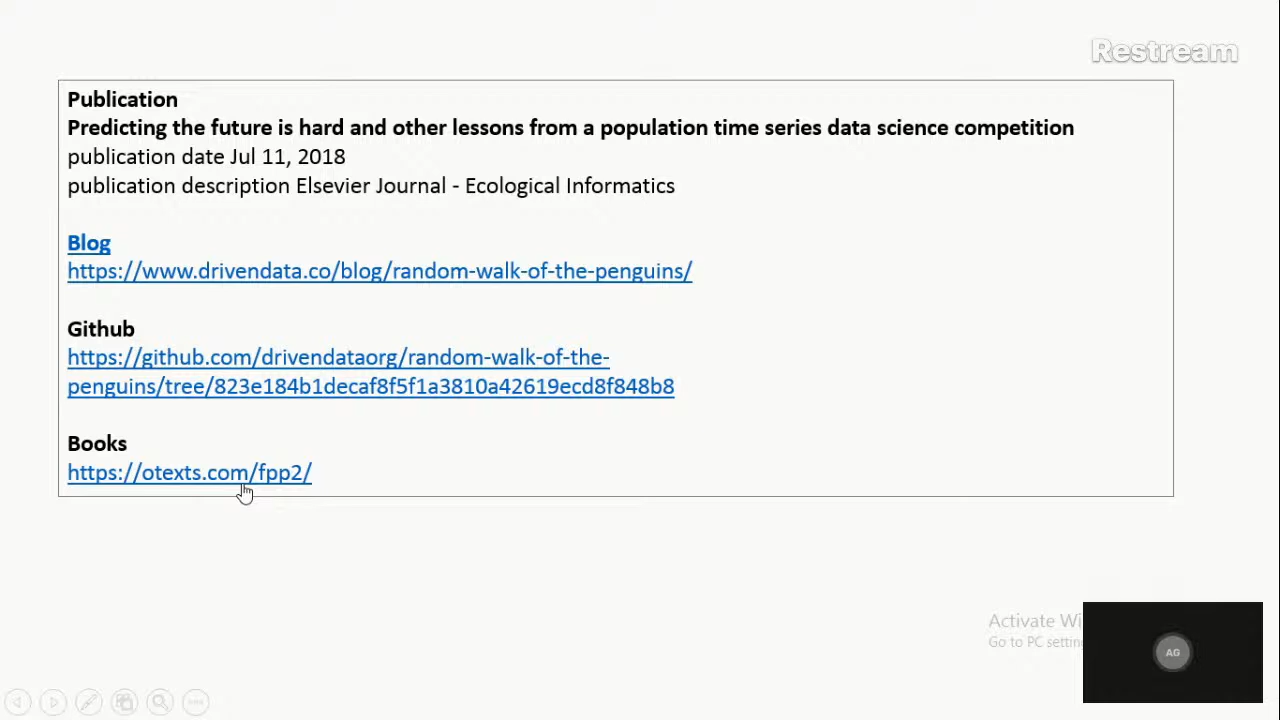 Restream
Publication
Predicting the future is hard and other lessons from a population time series data science competition
publication date Jul 11, 2018
publication description Elsevier Journal - Ecological Informatics
Blog
https://www.drivendata.co/blog/random-walk-of-the-penguins/
Github
https://github.com/drivendataorg/random-walk-of-the-
penguins/tree/823e184b1decaf8f5f1a3810a42619ecd8f848b8
Books
https://otexts.com/fpp2/
Activate Wi
Go to PC settin
AG